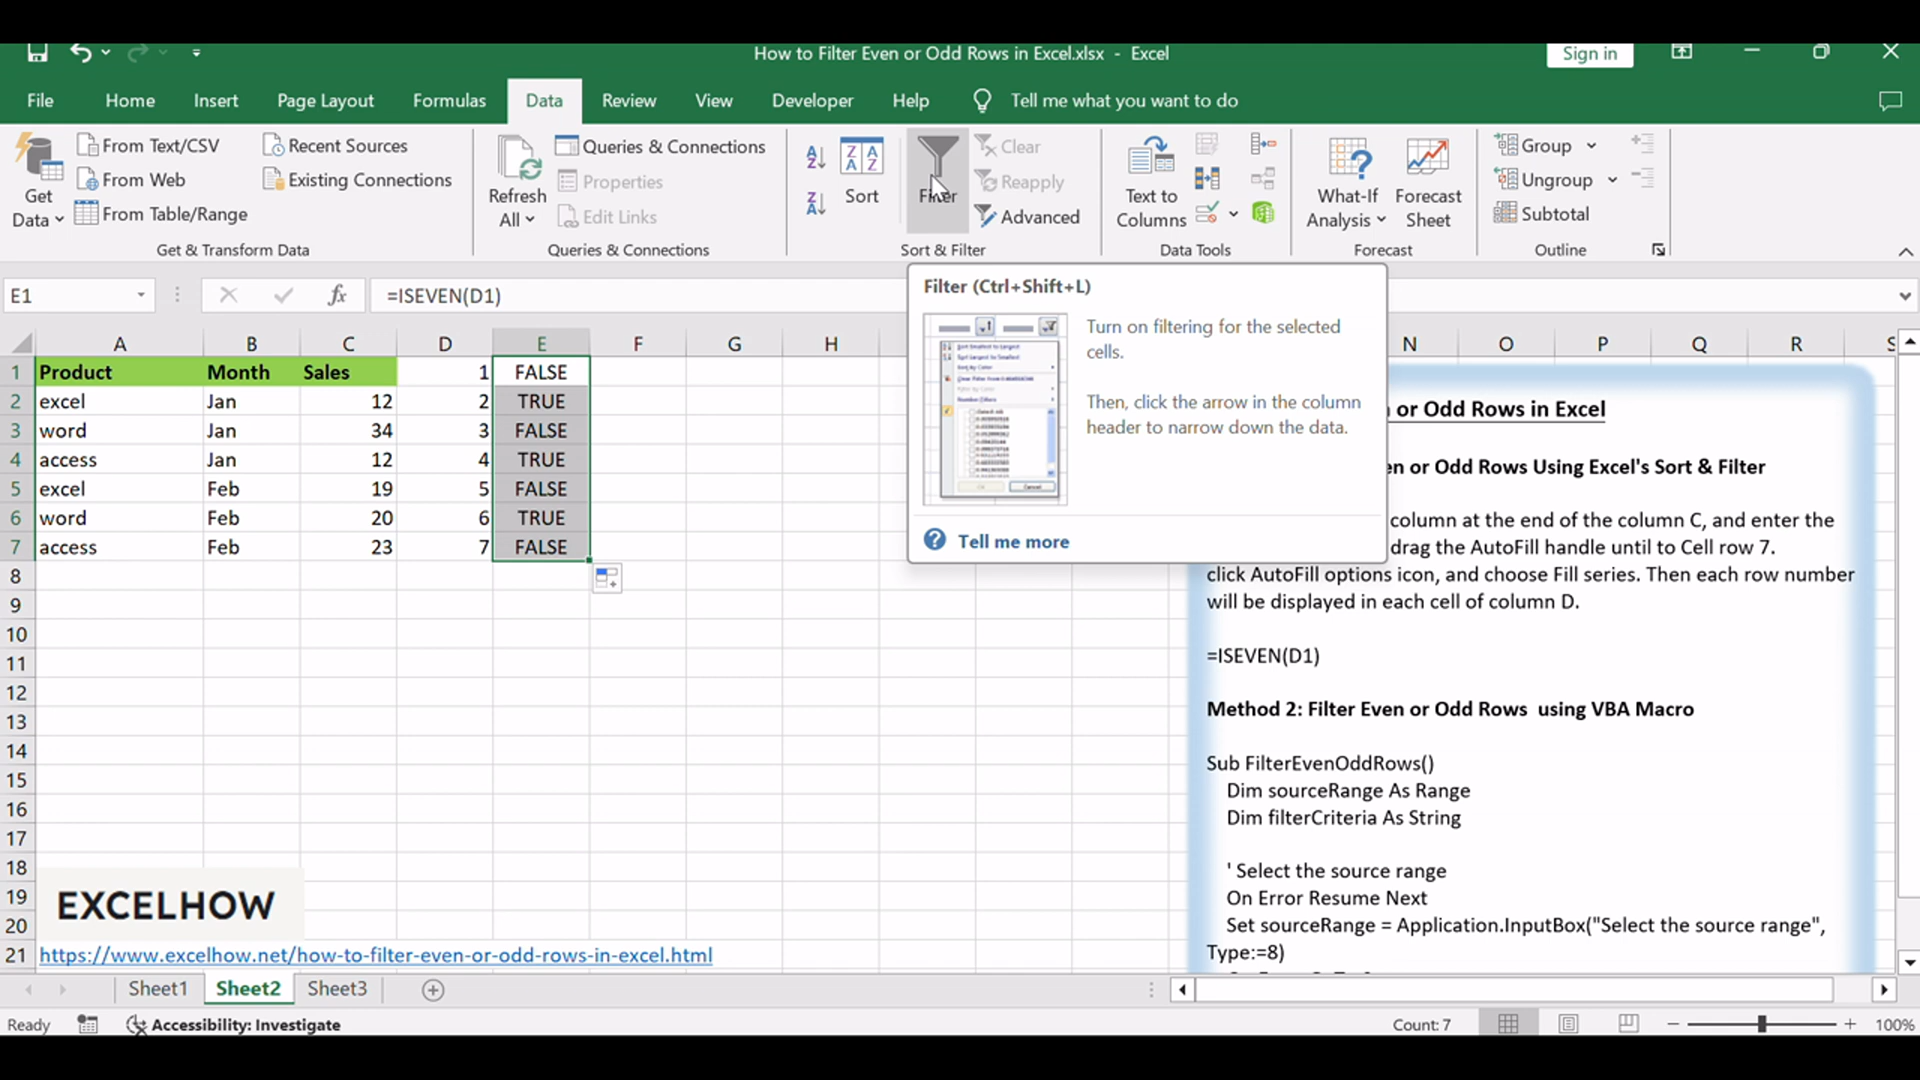 How to Filter Even or Odd Rows in Excel.xlsx - Excel
Sign in
File Home Insert Page Layout Formulas Data Review View Developer Help Tell me what you want to do
Get Data
From Text/CSV
From Web
From Table/Range
Recent Sources
Existing Connections
Get & Transform Data
Refresh All
Queries & Connections
Properties
Edit Links
Queries & Connections
Sort
Filter
Clear
Reapply
Advanced
Sort & Filter
Text to Columns
Data Tools
What-If Analysis
Forecast Sheet
Forecast
Group
Ungroup
Subtotal
Outline
E1
fx
=ISEVEN(D1)
Filter (Ctrl+Shift+L)
Turn on filtering for the selected
cells.
Then, click the arrow in the column
header to narrow down the data.
Tell me more
A B C D E F G H N O P Q R S
1 Product Month Sales 1 FALSE
2 excel Jan 12 2 TRUE
3 word Jan 34 3 FALSE
4 access Jan 12 4 TRUE
5 excel Feb 19 5 FALSE
6 word Feb 20 6 TRUE
7 access Feb 23 7 FALSE
8
9
10
11
12
13
14
15
16
17
18
19
20
21
EXCELHOW
https://www.excelhow.net/how-to-filter-even-or-odd-rows-in-excel.html
or Odd Rows in Excel
en or Odd Rows Using Excel's Sort & Filter
column at the end of the column C, and enter the
drag the AutoFill handle until to Cell row 7.
click AutoFill options icon, and choose Fill series. Then each row number
will be displayed in each cell of column D.
=ISEVEN(D1)
Method 2: Filter Even or Odd Rows using VBA Macro
Sub FilterEvenOddRows()
Dim sourceRange As Range
Dim filterCriteria As String
' Select the source range
On Error Resume Next
Set sourceRange = Application.InputBox("Select the source range",
Type:=8)
Sheet1 Sheet2 Sheet3
Ready
Accessibility: Investigate
Count: 7
100%